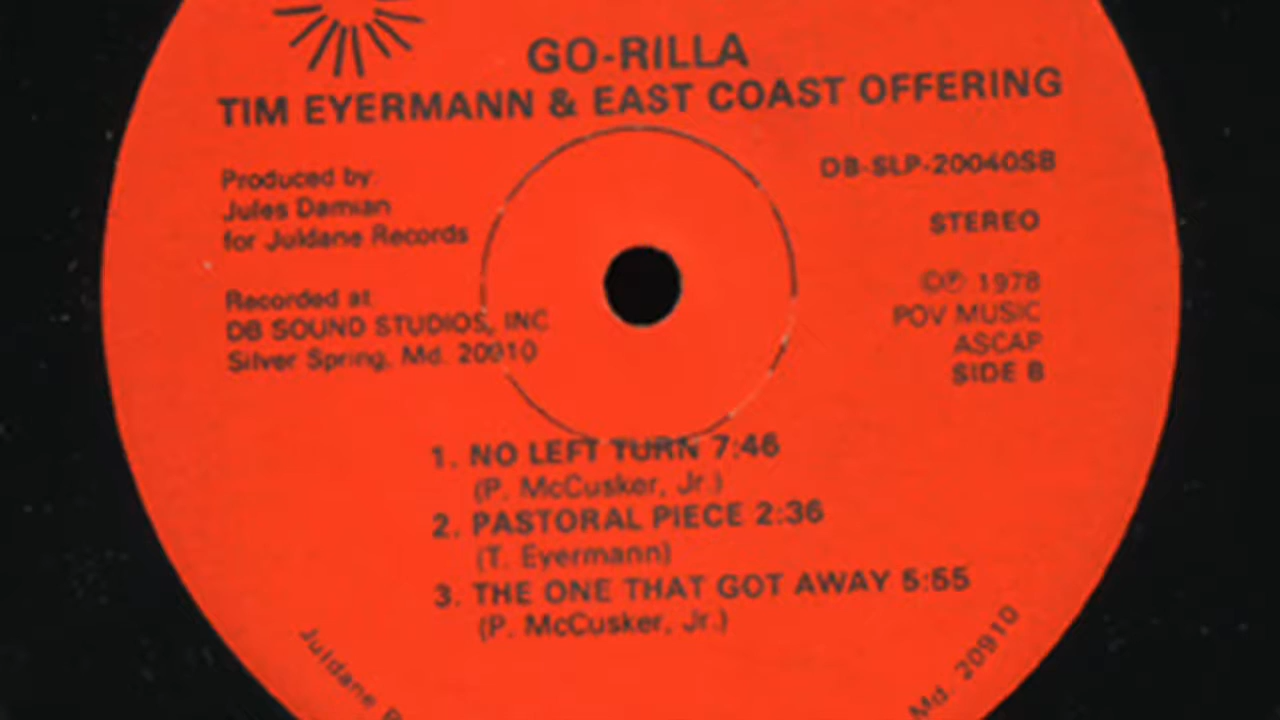 GO-RILLA
TIM EYERMANN & EAST COAST OFFERING
Produced by:
Jules Damian
for Juldane Records
Recorded at
DB SOUND STUDIOS, INC
Silver Spring, Md. 20910
DB-SLP-20040SB
STEREO
©℗ 1978
POV MUSIC
ASCAP
SIDE B
1. NO LEFT TURN 7:46
(P. McCusker, Jr.)
2. PASTORAL PIECE 2:36
(T. Eyermann)
3. THE ONE THAT GOT AWAY 5:55
(P. McCusker, Jr.)
Juldane
Md. 20910